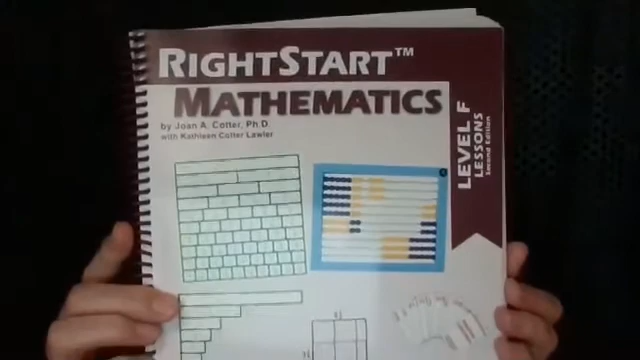 RIGHTSTART™
MATHEMATICS
by Joan A. Cotter, Ph.D.
with Kathleen Cotter Lawler
LEVEL F
LESSONS
Second Edition